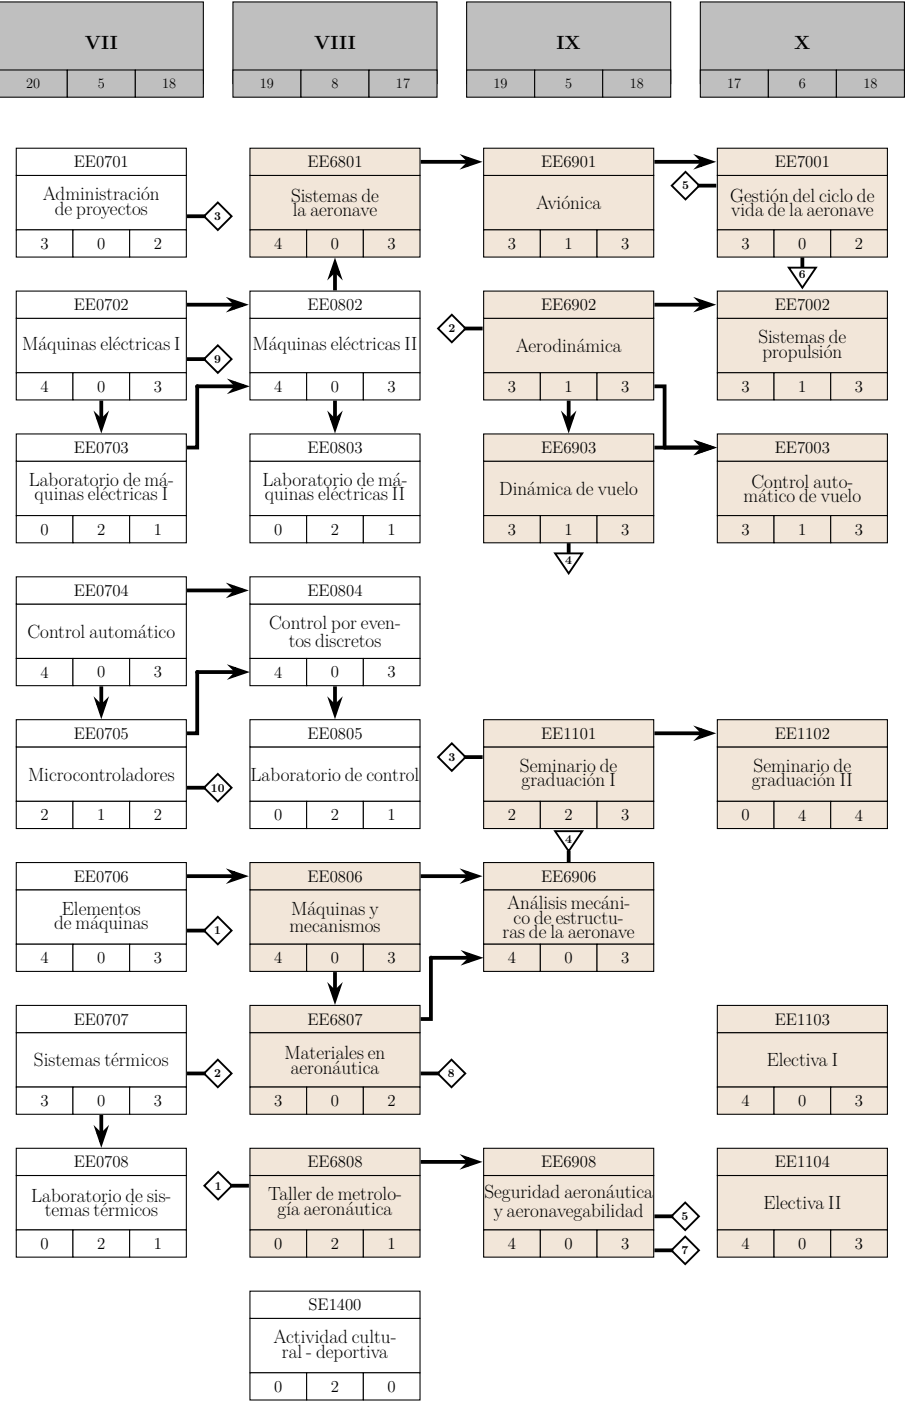 VII
20 5 18
VIII
19 8 17
IX
19 5 18
X
17 6 18
EE0701
Administración
de proyectos
3 0 2
3
EE6801
Sistemas de
la aeronave
4 0 3
EE6901
Aviónica
3 1 3
5
EE7001
Gestión del ciclo de
vida de la aeronave
3 0 2
6
EE0702
Máquinas eléctricas I
4 0 3
9
EE0802
Máquinas eléctricas II
4 0 3
2
EE6902
Aerodinámica
3 1 3
EE7002
Sistemas de
propulsión
3 1 3
EE0703
Laboratorio de má-
quinas eléctricas I
0 2 1
EE0803
Laboratorio de má-
quinas eléctricas II
0 2 1
EE6903
Dinámica de vuelo
3 1 3
4
EE7003
Control auto-
mático de vuelo
3 1 3
EE0704
Control automático
4 0 3
EE0804
Control por even-
tos discretos
4 0 3
EE0705
Microcontroladores
2 1 2
10
EE0805
Laboratorio de control
0 2 1
3
EE1101
Seminario de
graduación I
2 2 3
EE1102
Seminario de
graduación II
0 4 4
EE0706
Elementos
de máquinas
4 0 3
1
EE0806
Máquinas y
mecanismos
4 0 3
4
EE6906
Análisis mecáni-
co de estructu-
ras de la aeronave
4 0 3
EE0707
Sistemas térmicos
3 0 3
2
EE6807
Materiales en
aeronáutica
3 0 2
8
EE1103
Electiva I
4 0 3
EE0708
Laboratorio de sis-
temas térmicos
0 2 1
1
EE6808
Taller de metrolo-
gía aeronáutica
0 2 1
EE6908
Seguridad aeronáutica
y aeronavegabilidad
4 0 3
5
7
EE1104
Electiva II
4 0 3
SE1400
Actividad cultu-
ral - deportiva
0 2 0